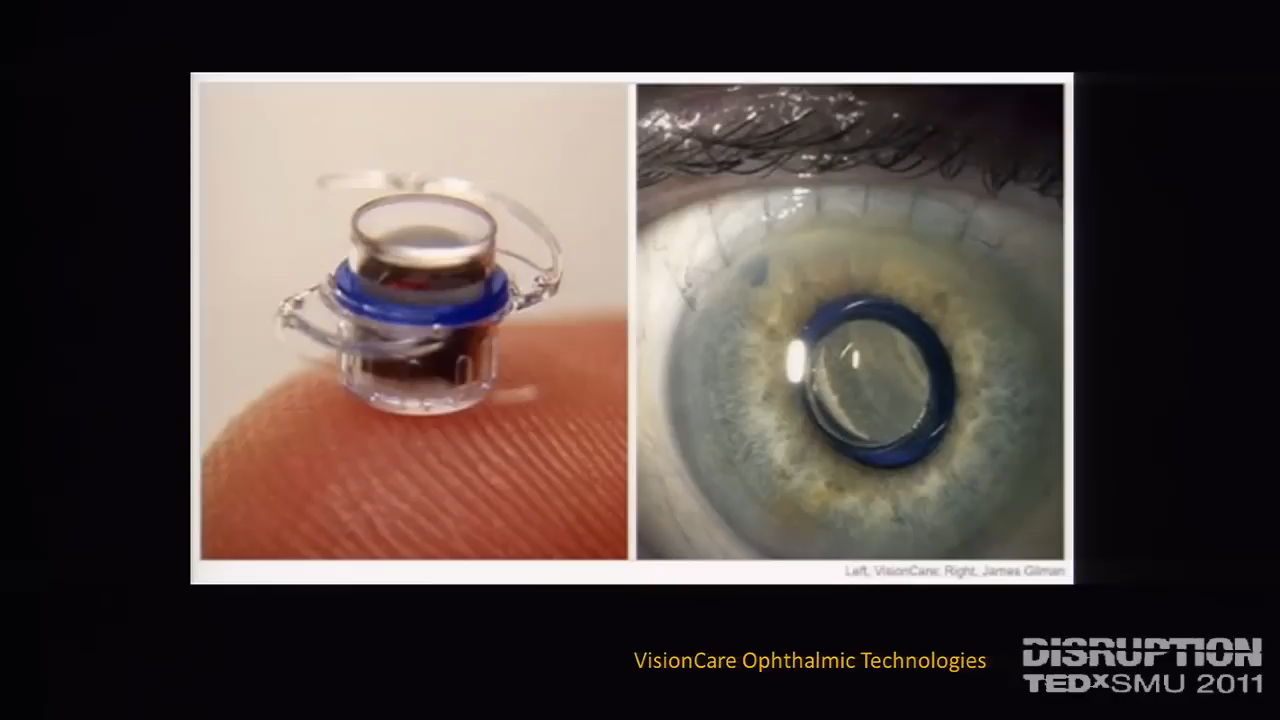 Left, VisionCare; Right, James Gilman
VisionCare Ophthalmic Technologies
DISRUPTION
TEDxSMU 2011